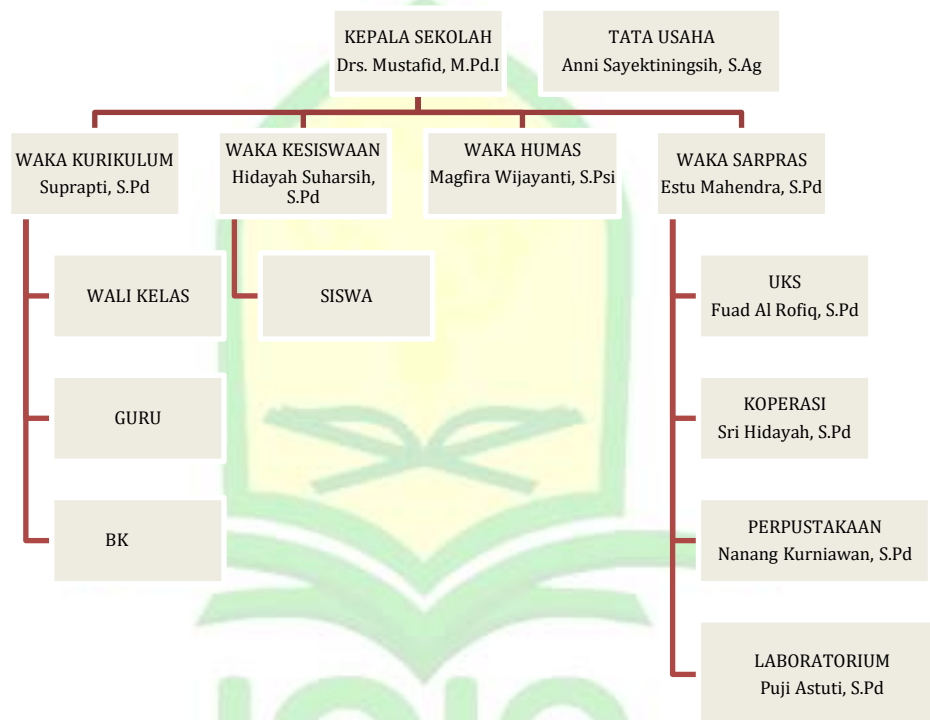 KEPALA SEKOLAH
Drs. Mustafid, M.Pd.I
TATA USAHA
Anni Sayektiningsih, S.Ag
WAKA KURIKULUM
Suprapti, S.Pd
WAKA KESISWAAN
Hidayah Suharsih,
S.Pd
WAKA HUMAS
Magfira Wijayanti, S.Psi
WAKA SARPRAS
Estu Mahendra, S.Pd
WALI KELAS
SISWA
UKS
Fuad Al Rofiq, S.Pd
GURU
KOPERASI
Sri Hidayah, S.Pd
BK
PERPUSTAKAAN
Nanang Kurniawan, S.Pd
LABORATORIUM
Puji Astuti, S.Pd